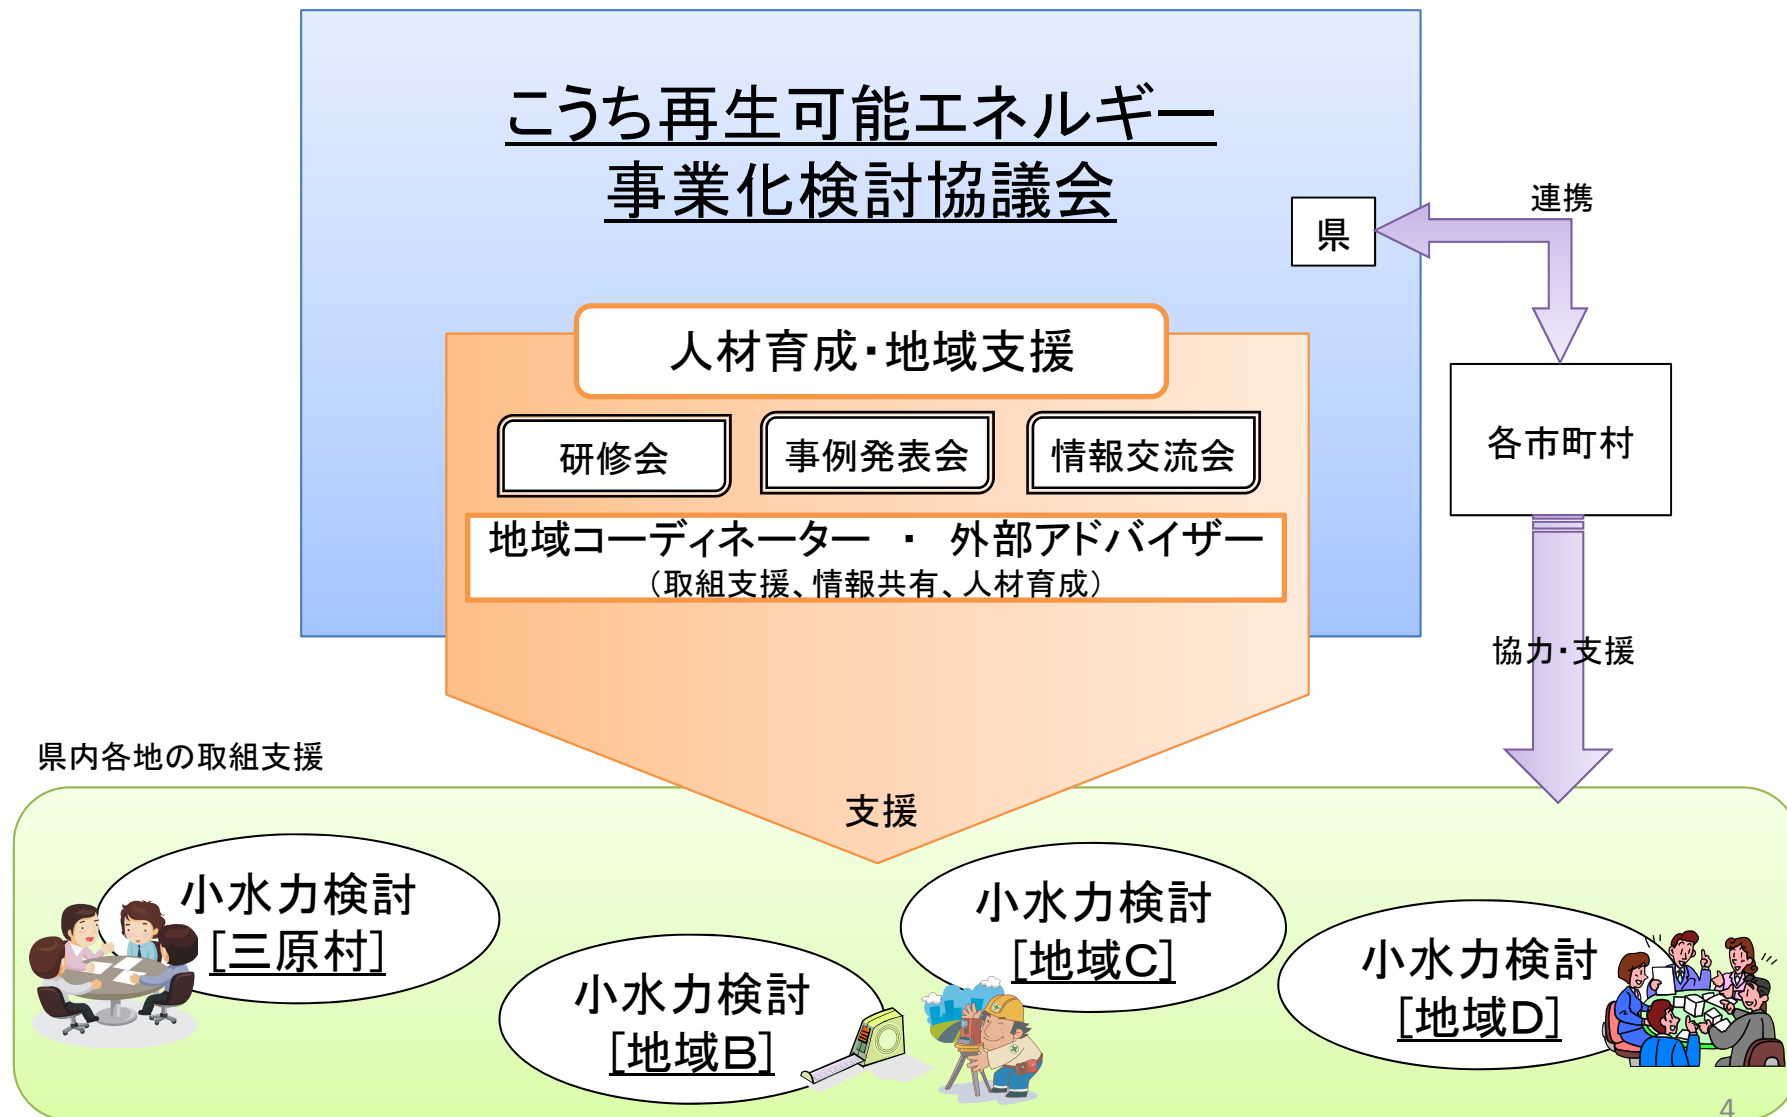 こうち再生可能エネルギー
事業化検討協議会
県
連携
人材育成・地域支援
研修会
事例発表会
情報交流会
各市町村
地域コーディネーター ・ 外部アドバイザー
（取組支援、情報共有、人材育成）
協力・支援
県内各地の取組支援
支援
小水力検討
[三原村]
小水力検討
[地域B]
小水力検討
[地域C]
小水力検討
[地域D]
4